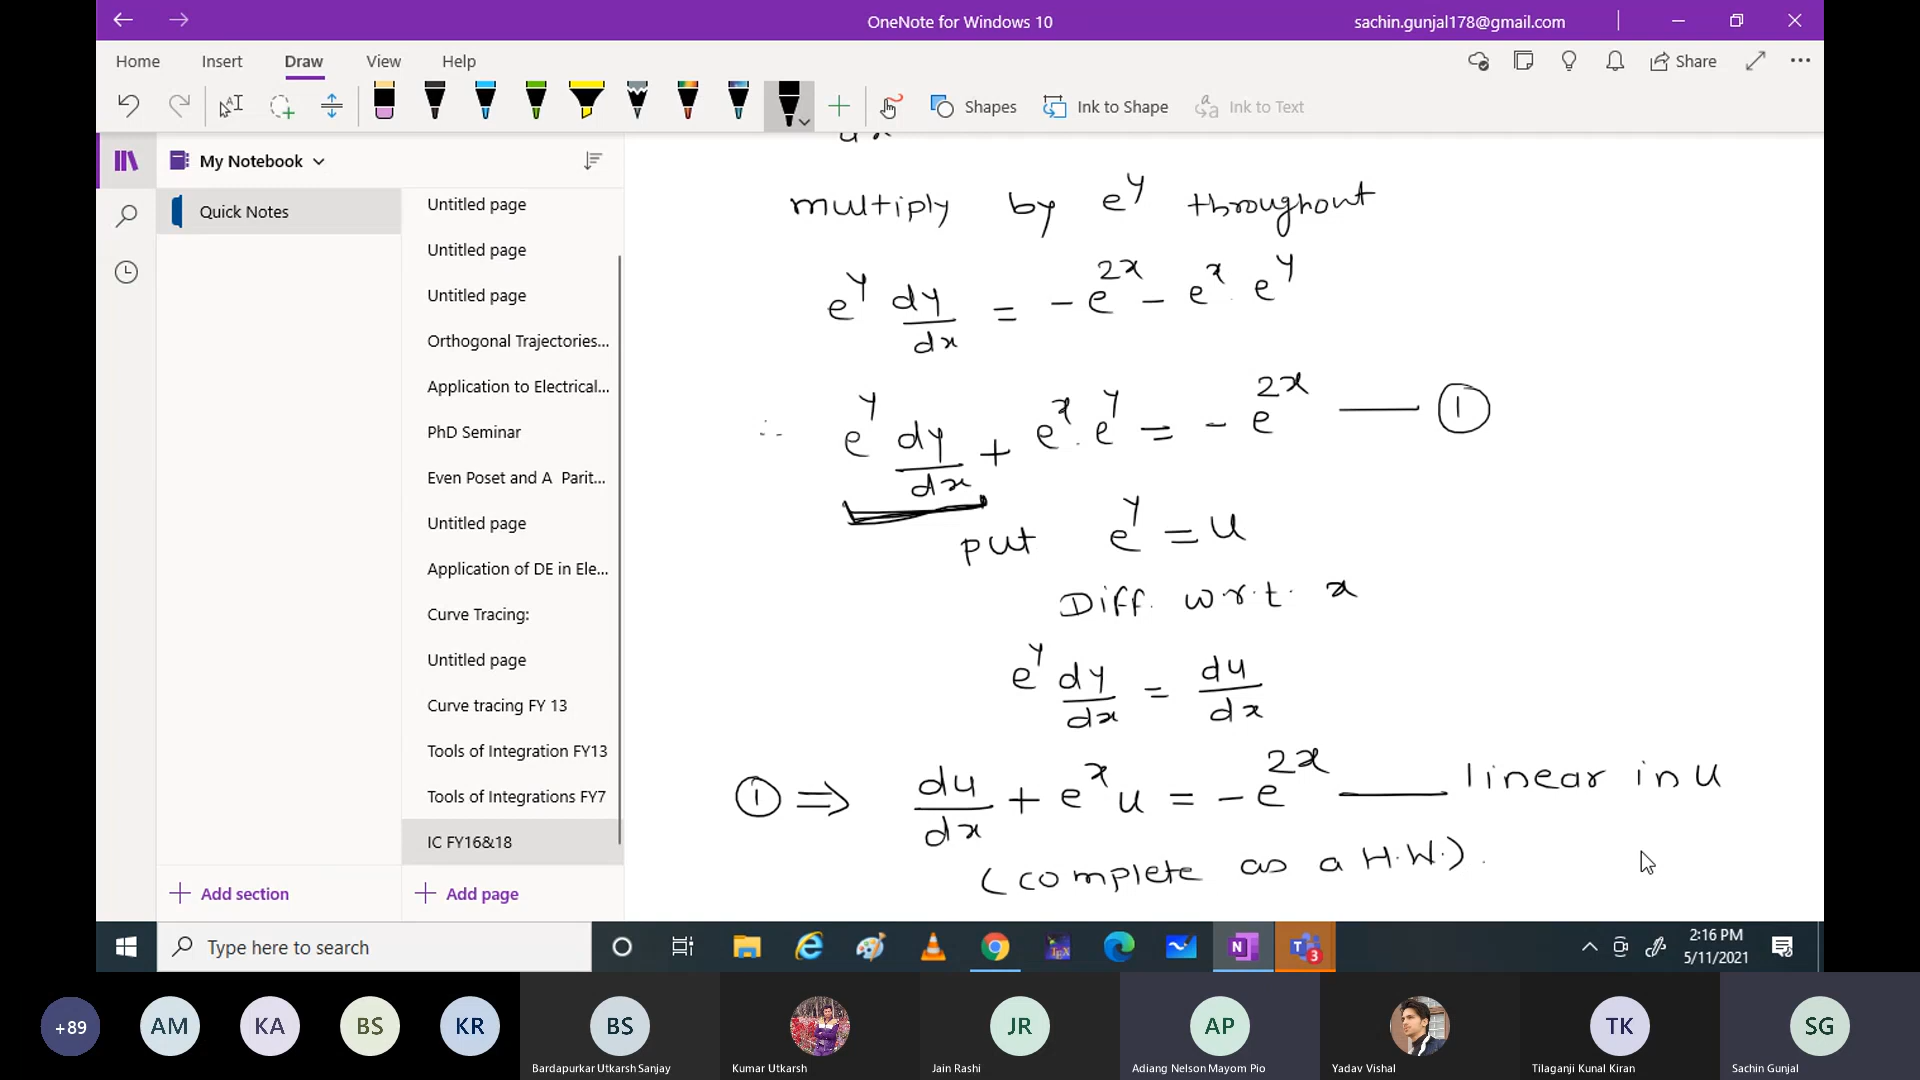 OneNote for Windows 10
sachin.gunjal178@gmail.com
Home Insert Draw View Help
Share
Shapes Ink to Shape Ink to Text
My Notebook
Quick Notes
Untitled page
Untitled page
Untitled page
Orthogonal Trajectories...
Application to Electrical...
PhD Seminar
Even Poset and A Parit...
Untitled page
Application of DE in Ele...
Curve Tracing:
Untitled page
Curve tracing FY 13
Tools of Integration FY13
Tools of Integrations FY7
IC FY16&18
Add section
Add page
dx
multiply by e^y throughout
e^y dy/dx = - e^2x - e^x . e^y
∴ e^y dy/dx + e^x . e^y = - e^2x — ①
put e^y = u
Diff. w.r.t. x
e^y dy/dx = du/dx
① ⇒ du/dx + e^x u = - e^2x — linear in u
(complete as a H.W.).
Type here to search
N
T 3
2:16 PM
5/11/2021
+89 AM KA BS KR BS JR AP TK SG
Bardapurkar Utkarsh Sanjay Kumar Utkarsh Jain Rashi Adiang Nelson Mayom Pio Yadav Vishal Tilaganji Kunal Kiran Sachin Gunjal